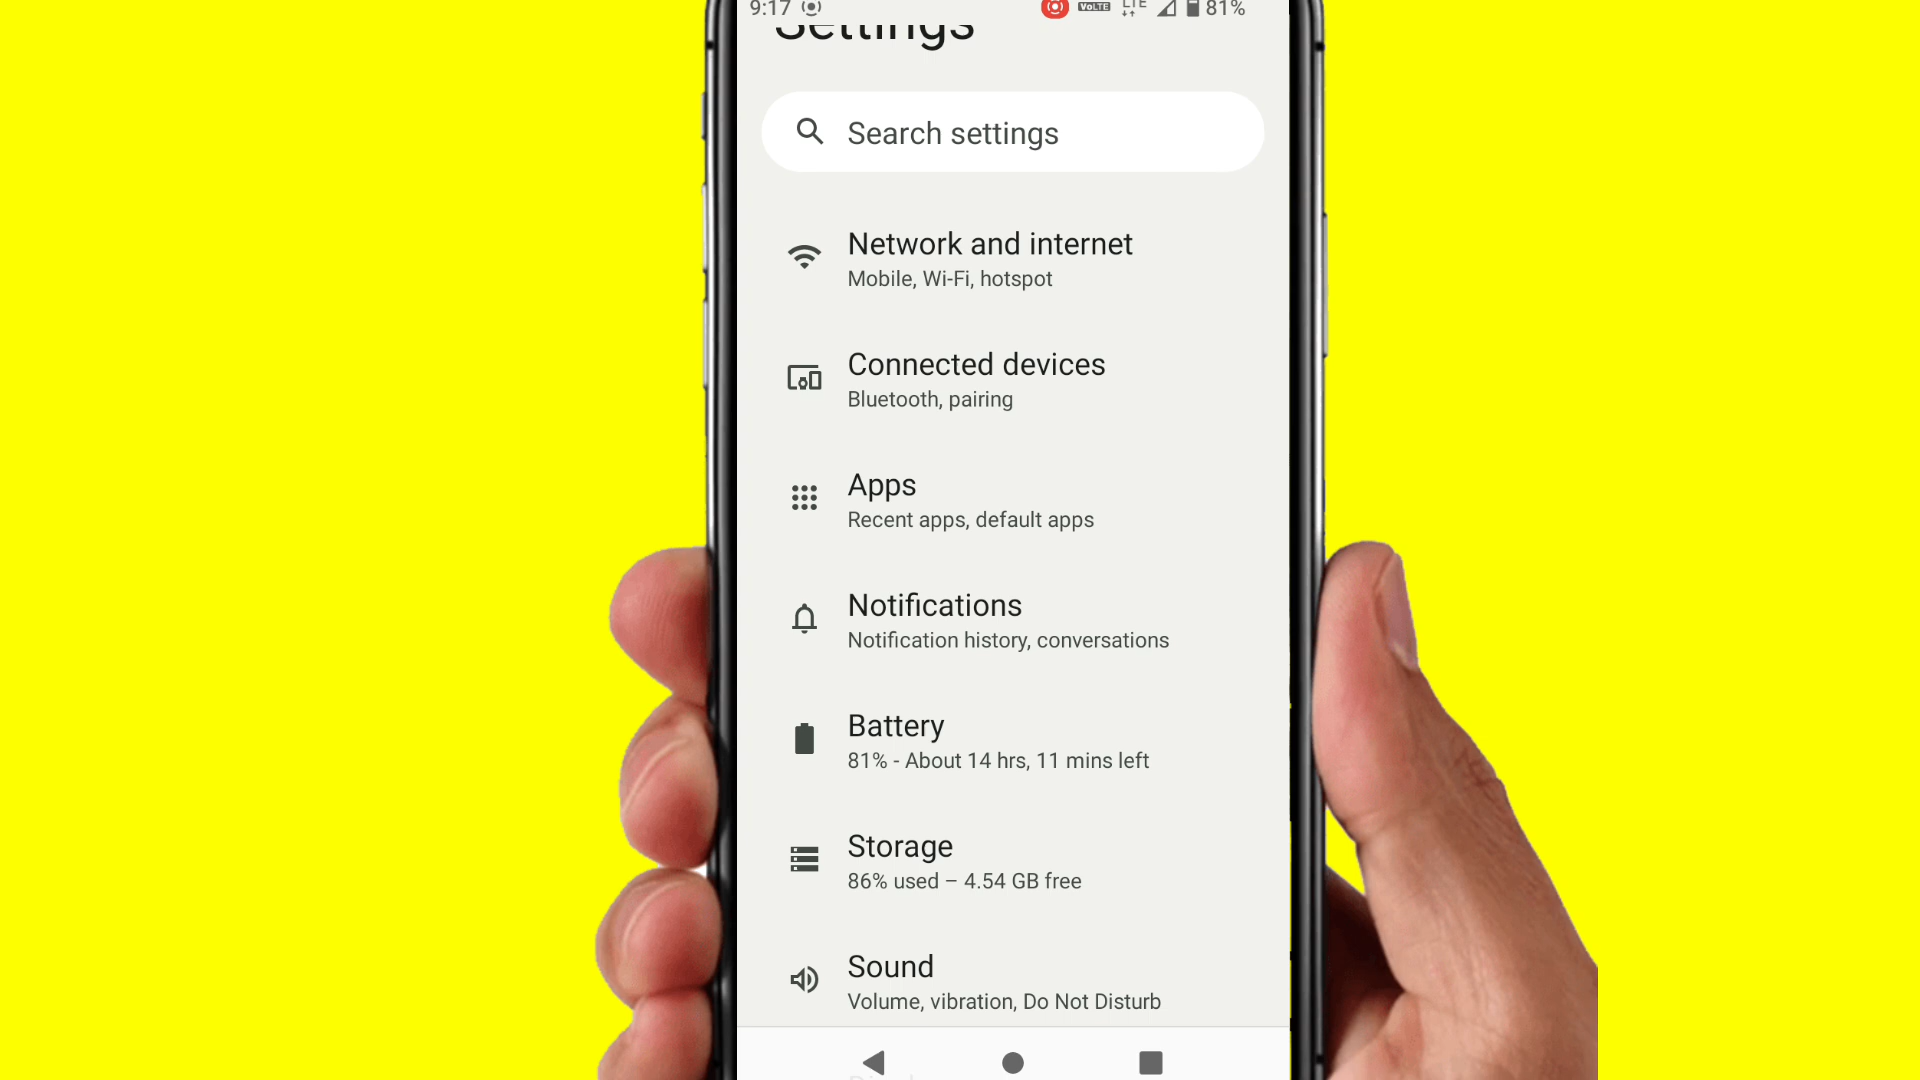 9:17 VoLTE LTE 81%
Settings
Search settings
Network and internet
Mobile, Wi-Fi, hotspot
Connected devices
Bluetooth, pairing
Apps
Recent apps, default apps
Notifications
Notification history, conversations
Battery
81% - About 14 hrs, 11 mins left
Storage
86% used – 4.54 GB free
Sound
Volume, vibration, Do Not Disturb